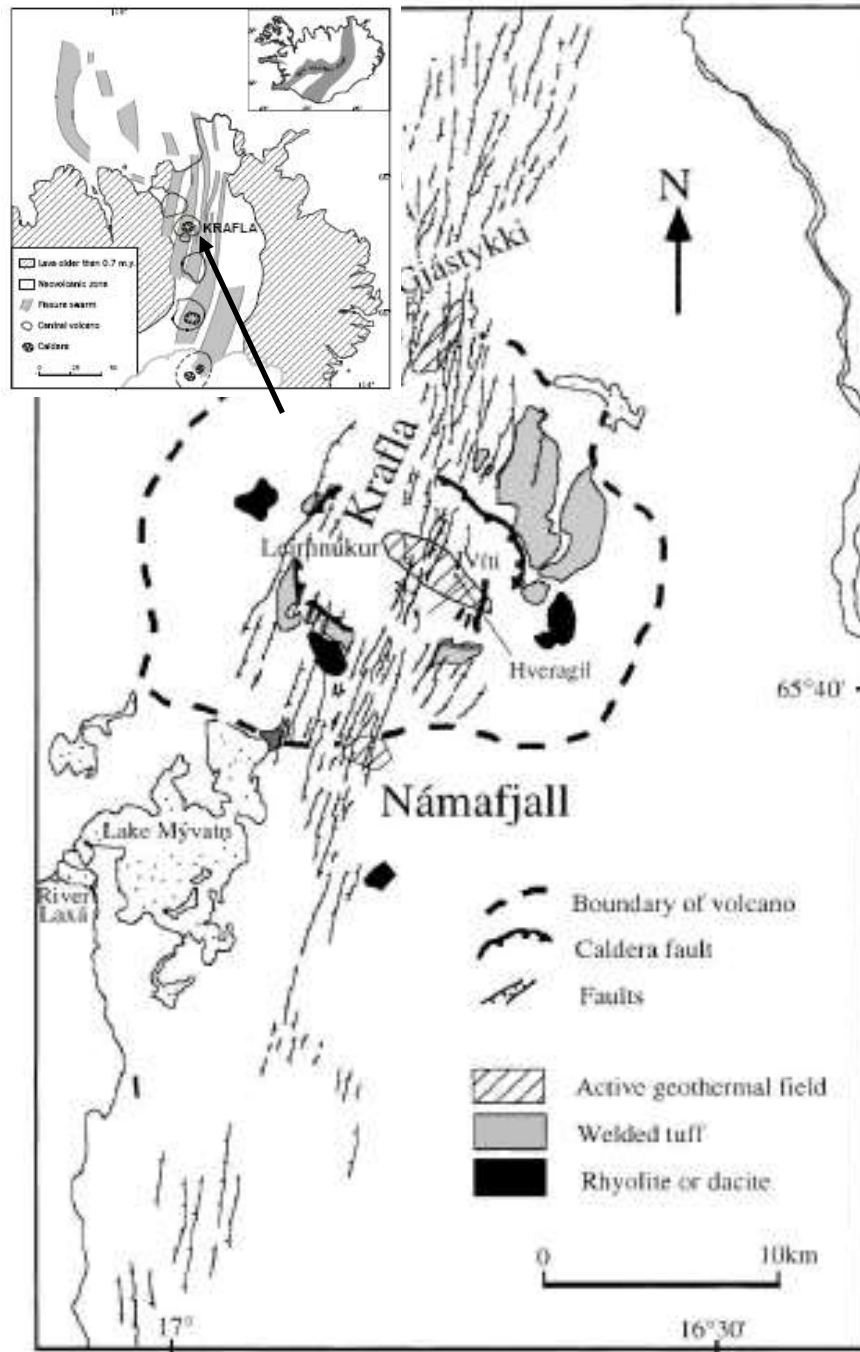 KRAFLA
Lava older than 0.7 m.y.
Neovolcanic zone
Fissure swarm
Central volcano
Caldera
N
Gjástykki
Krafla
Leirhnúkur
Víti
Hveragil
65°40'
Námafjall
Lake Mývatn
River
Laxá
Boundary of volcano
Caldera fault
Faults
Active geothermal field
Welded tuff
Rhyolite or dacite
0
10km
17°
16°30'